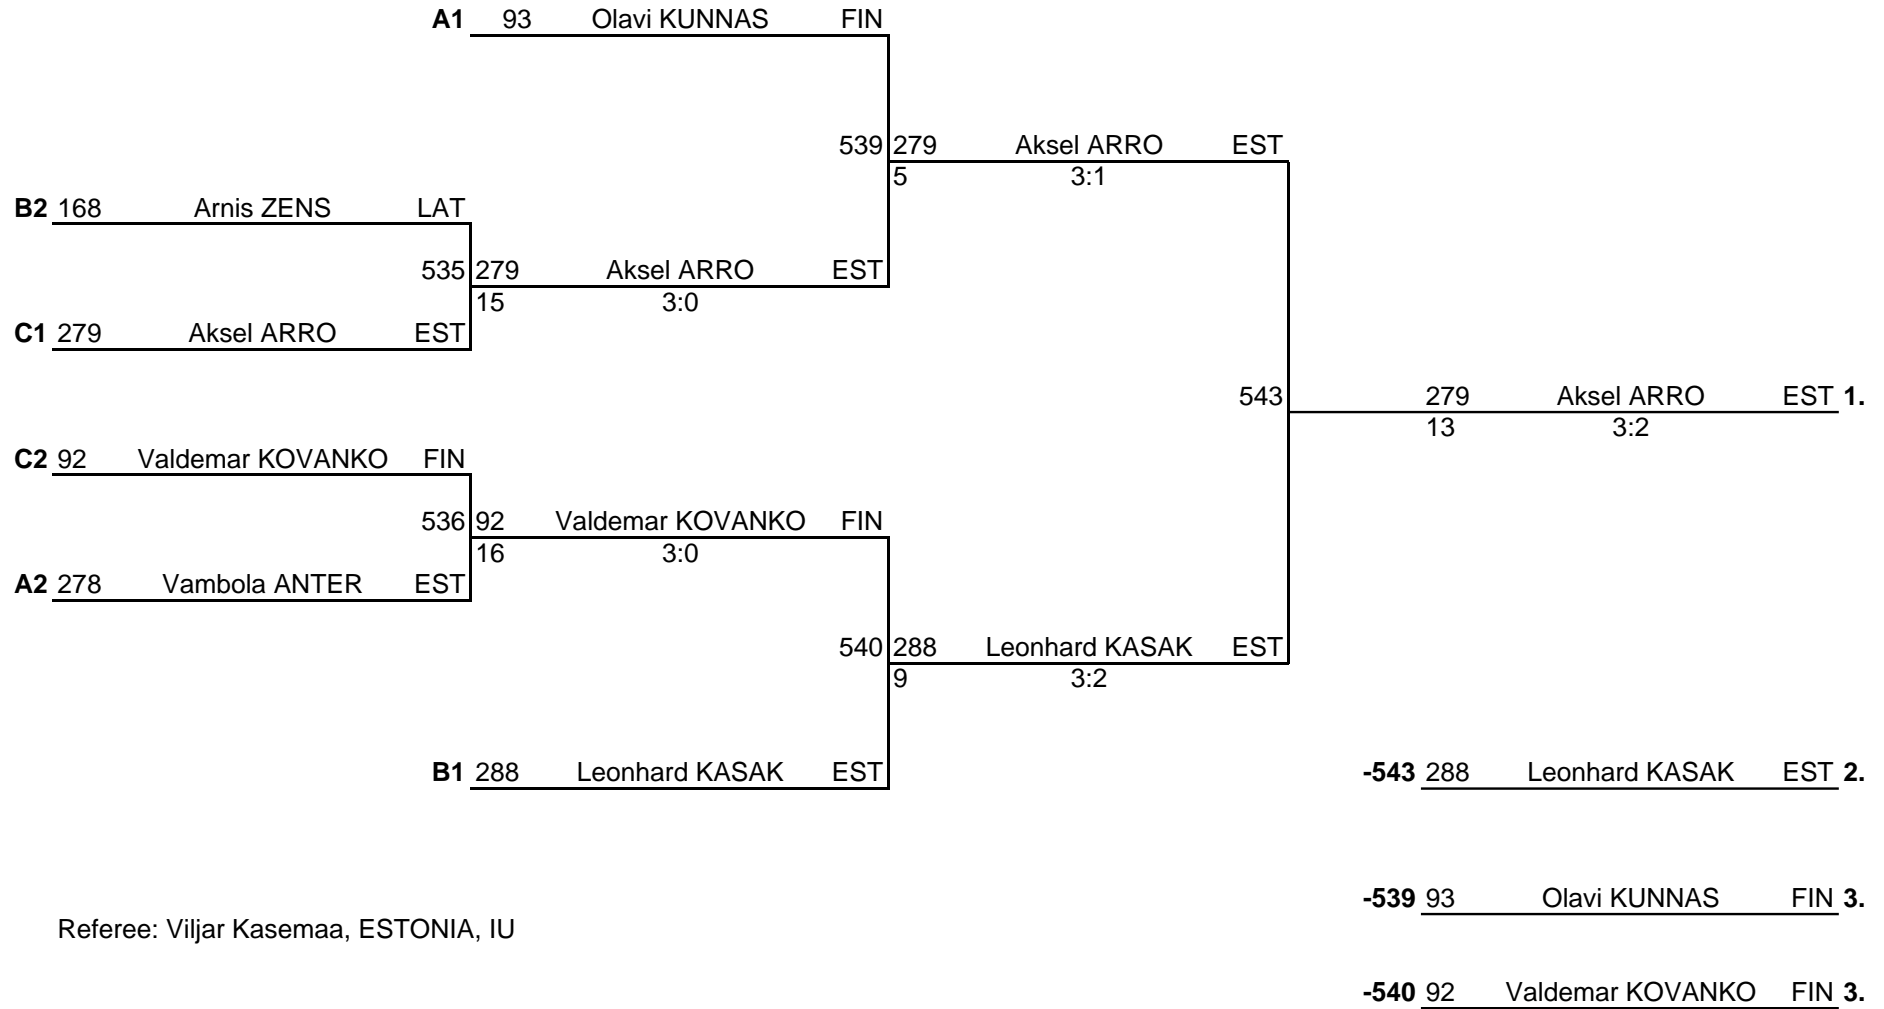 A1 93 Olavi KUNNAS FIN
539 279 Aksel ARRO EST
5 3:1
B2 168 Arnis ZENS LAT
535 279 Aksel ARRO EST
15 3:0
C1 279 Aksel ARRO EST
543 279 Aksel ARRO EST 1.
13 3:2
C2 92 Valdemar KOVANKO FIN
536 92 Valdemar KOVANKO FIN
16 3:0
A2 278 Vambola ANTER EST
540 288 Leonhard KASAK EST
9 3:2
B1 288 Leonhard KASAK EST
-543 288 Leonhard KASAK EST 2.
-539 93 Olavi KUNNAS FIN 3.
Referee: Viljar Kasemaa, ESTONIA, IU
-540 92 Valdemar KOVANKO FIN 3.